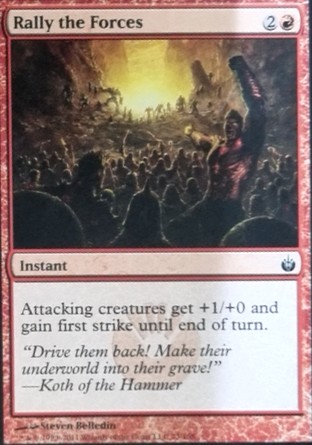 Rally the Forces 2
Instant
Attacking creatures get +1/+0 and
gain first strike until end of turn.
“Drive them back! Make their
underworld into their grave!”
—Koth of the Hammer
Steven Belledin